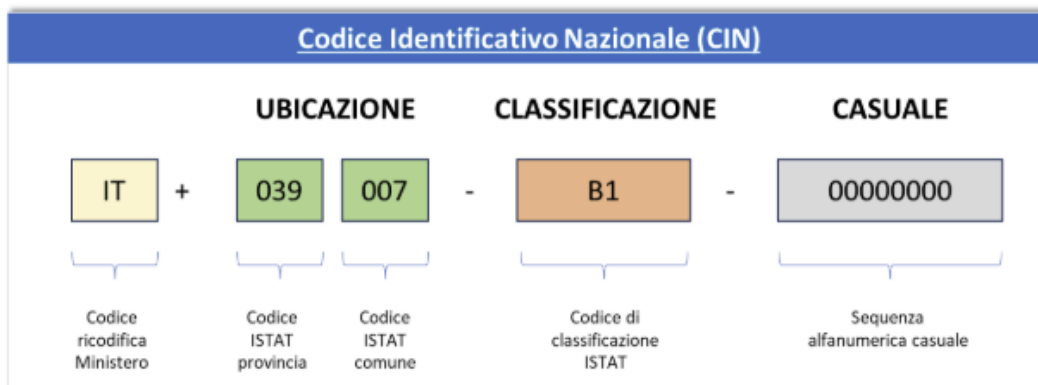 Codice Identificativo Nazionale (CIN)
UBICAZIONE CLASSIFICAZIONE CASUALE
IT + 039 007 - B1 - 00000000
Codice
ricodifica
Ministero
Codice
ISTAT
provincia
Codice
ISTAT
comune
Codice di
classificazione
ISTAT
Sequenza
alfanumerica casuale